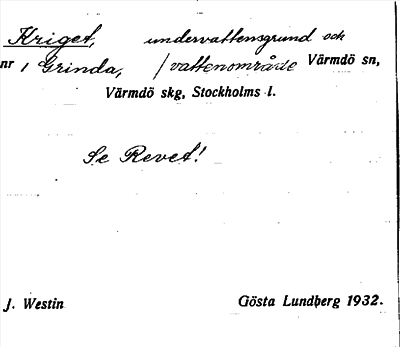 Kriget, undervattensgrund och
nr 1 Grinda, /vattenområde Värmdö sn,
Värmdö skg, Stockholms l.
Se Revet!
J. Westin Gösta Lundberg 1932.